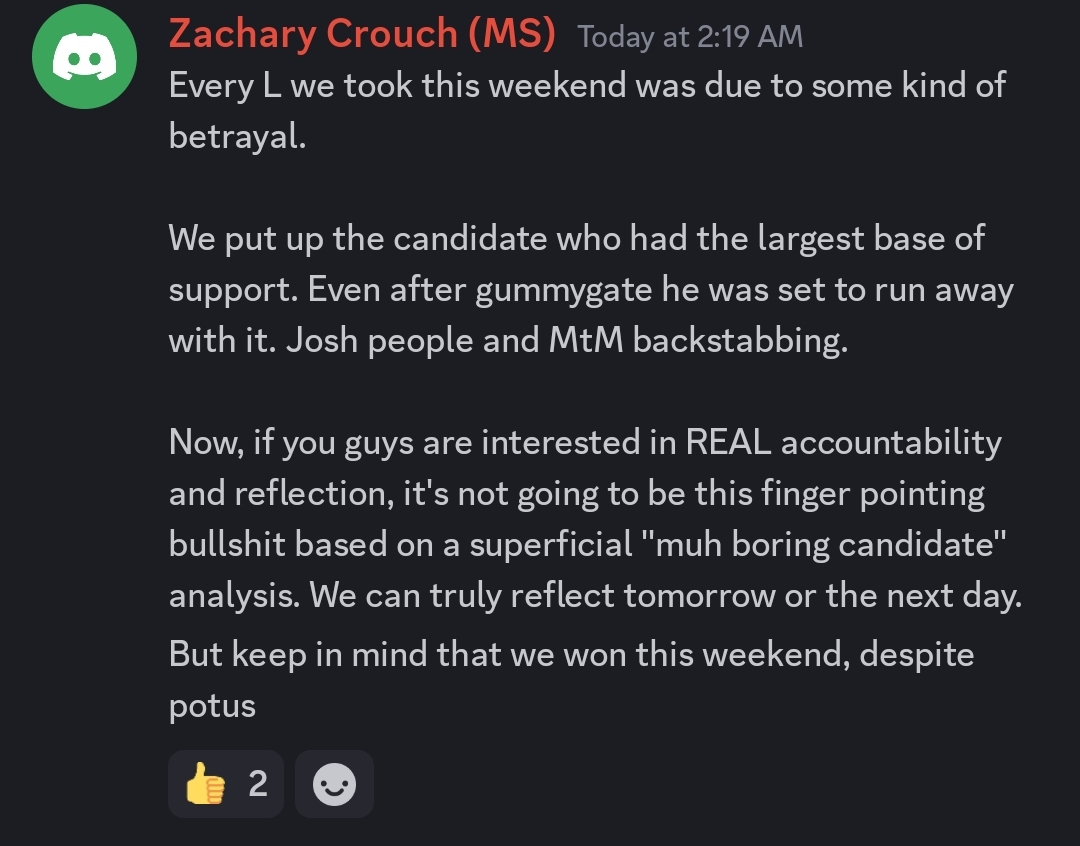 Zachary Crouch (MS) Today at 2:19 AM
Every L we took this weekend was due to some kind of
betrayal.
We put up the candidate who had the largest base of
support. Even after gummygate he was set to run away
with it. Josh people and MtM backstabbing.
Now, if you guys are interested in REAL accountability
and reflection, it's not going to be this finger pointing
bullshit based on a superficial "muh boring candidate"
analysis. We can truly reflect tomorrow or the next day.
But keep in mind that we won this weekend, despite
potus
👍 2